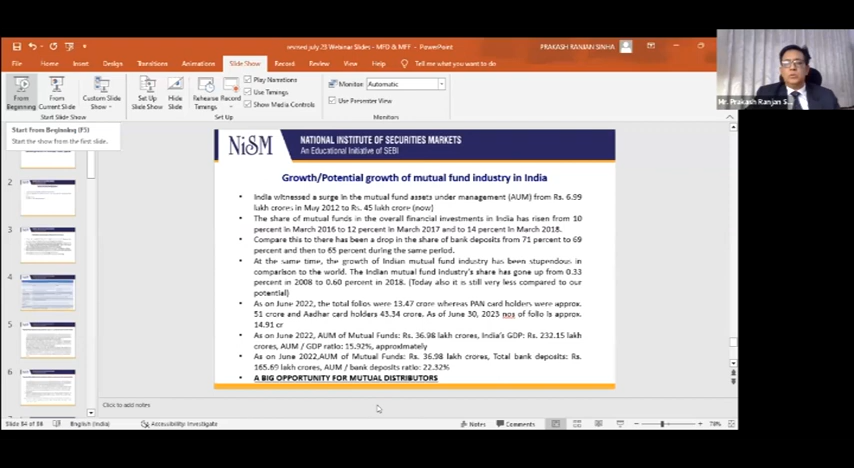 revised july 23 Webinar Slides - MFD & MFF - PowerPoint
PRAKASH RANJAN SINHA
File Home Insert Design Transitions Animations Slide Show Record Review View Help Tell me what you want to do
From Beginning
From Current Slide
Custom Slide Show
Set Up Slide Show
Hide Slide
Rehearse Timings
Record
Play Narrations
Use Timings
Show Media Controls
Monitor: Automatic
Use Presenter View
Start Slide Show
Set Up
Monitors
Mr. Prakash Ranjan S...
Start From Beginning (F5)
Start the show from the first slide.
2
3
4
5
6
NISM
NATIONAL INSTITUTE OF SECURITIES MARKETS
An Educational Initiative of SEBI
Growth/Potential growth of mutual fund industry in India
• India witnessed a surge in the mutual fund assets under management (AUM) from Rs. 6.99
lakh crores in May 2012 to Rs. 45 lakh crore (now)
• The share of mutual funds in the overall financial investments in India has risen from 10
percent in March 2016 to 12 percent in March 2017 and to 14 percent in March 2018.
• Compare this to there has been a drop in the share of bank deposits from 71 percent to 69
percent and then to 65 percent during the same period.
• At the same time, the growth of Indian mutual fund industry has been stupendous in
comparison to the world. The Indian mutual fund industry's share has gone up from 0.33
percent in 2008 to 0.60 percent in 2018. (Today also it is still very less compared to our
potential)
• As on June 2022, the total folios were 13.47 crore whereas PAN card holders were approx.
51 crore and Aadhar card holders 43.34 crore. As of June 30, 2023 nos of folio is approx
14.91 cr
• As on June 2022, AUM of Mutual Funds: Rs. 36.98 lakh crores, India's GDP: Rs. 232.15 lakh
crores, AUM / GDP ratio: 15.92%, approximately
• As on June 2022,AUM of Mutual Funds: Rs. 36.98 lakh crores, Total bank deposits: Rs.
165.69 lakh crores, AUM / bank deposits ratio: 22.32%
• A BIG OPPORTUNITY FOR MUTUAL DISTRIBUTORS
Click to add notes
English (India)
Accessibility: Investigate
Notes
Comments
78%